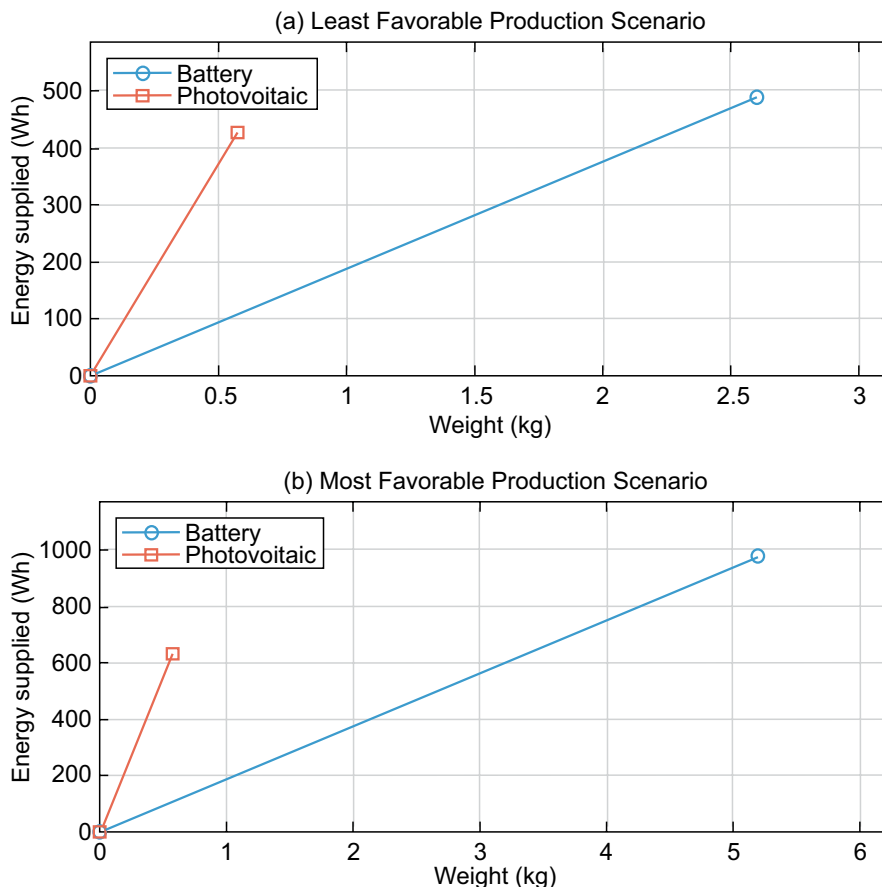 (a) Least Favorable Production Scenario
Battery
Photovoitaic
Energy supplied (Wh)
500
400
300
200
100
0
0 0.5 1 1.5 2 2.5 3
Weight (kg)
(b) Most Favorable Production Scenario
Battery
Photovoitaic
Energy supplied (Wh)
1000
800
600
400
200
0
0 1 2 3 4 5 6
Weight (kg)